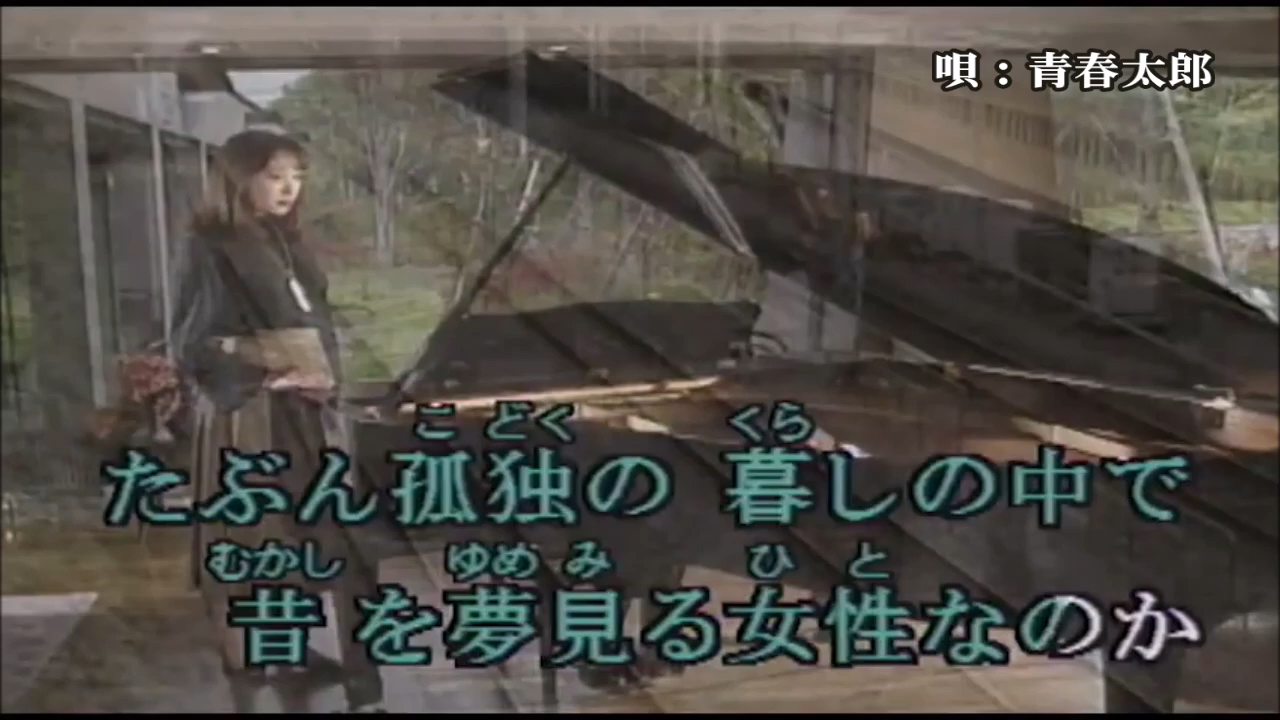 唄：青春太郎
こどく くら
たぶん孤独の 暮しの中で
むかし ゆめみ ひと
昔を夢見る女性なのか